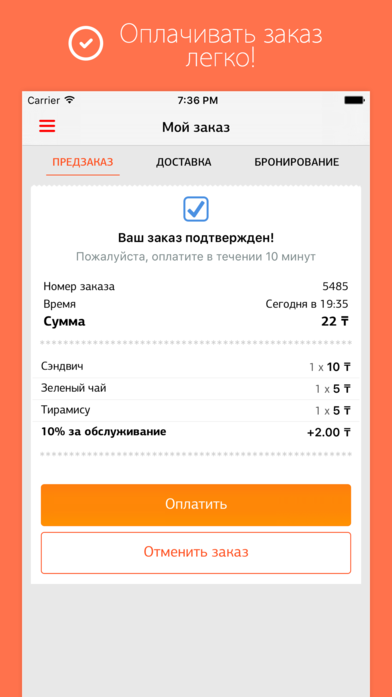 Оплачивать заказ
легко!
Carrier 7:36 PM
Мой заказ
ПРЕДЗАКАЗ ДОСТАВКА БРОНИРОВАНИЕ
Ваш заказ подтвержден!
Пожалуйста, оплатите в течении 10 минут
Номер заказа 5485
Время Сегодня в 19:35
Сумма 22 ₸
Сэндвич 1 x 10 ₸
Зеленый чай 1 x 5 ₸
Тирамису 1 x 5 ₸
10% за обслуживание +2.00 ₸
Оплатить
Отменить заказ